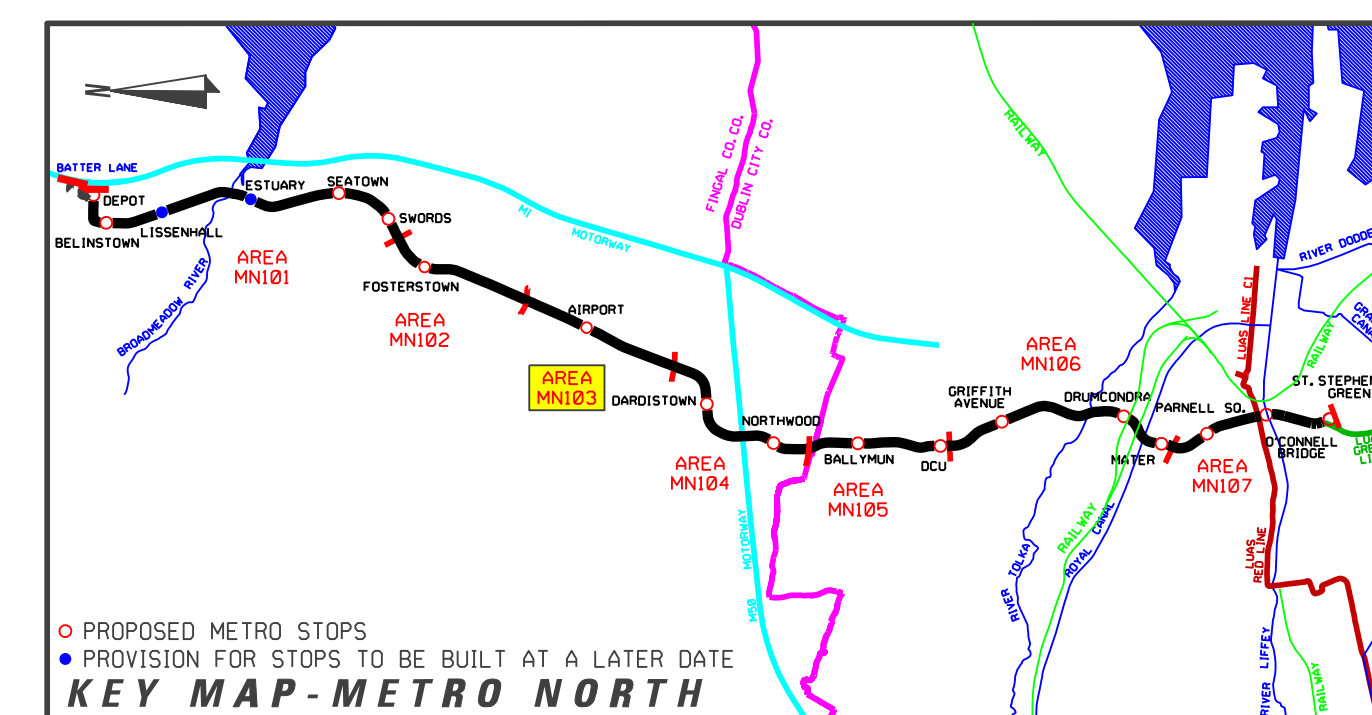 BATTER LANE
DEPOT
BELINSTOWN
LISSENHALL
ESTUARY
SEATOWN
SWORDS
AREA
MN101
BROADMEADOW RIVER
FOSTERSTOWN
AREA
MN102
M1
MOTORWAY
AIRPORT
AREA
MN103
DARDISTOWN
FINGAL CO. CO.
DUBLIN CITY CO.
NORTHWOOD
AREA
MN104
MOTORWAY
M50
BALLYMUN
AREA
MN105
DCU
GRIFFITH
AVENUE
AREA
MN106
RAILWAY
DRUMCONDRA
MATER
PARNELL SQ.
AREA
MN107
RIVER TOLKA
RAILWAY
ROYAL CANAL
LUAS LINE C1
RIVER DODDE
RAILWAY
ST. STEPHEN
GREEN
O'CONNELL
BRIDGE
LUAS
RED LINE
RIVER LIFFEY
RAILWAY
PROPOSED METRO STOPS
PROVISION FOR STOPS TO BE BUILT AT A LATER DATE
KEY MAP-METRO NORTH